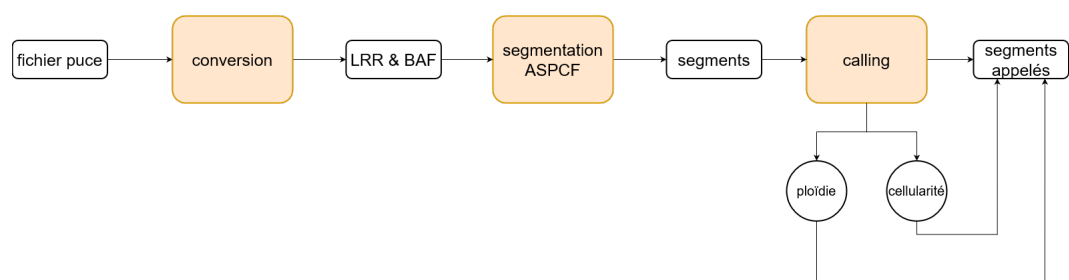 fichier puce
conversion
LRR & BAF
segmentation
ASPCF
segments
calling
segments
appelés
ploïdie
cellularité